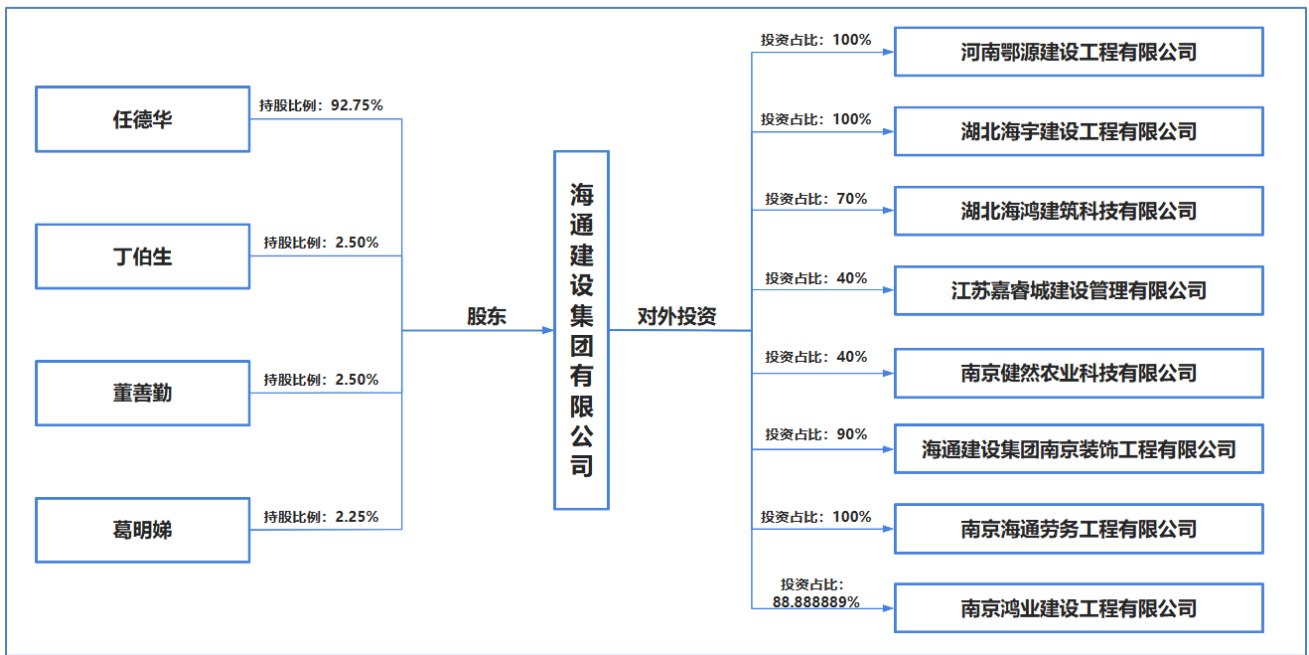 任德华
持股比例：92.75%
丁伯生
持股比例：2.50%
董善勤
持股比例：2.50%
葛明娣
持股比例：2.25%
股东
海通建设集团有限公司
对外投资
投资占比：100%
河南鄂源建设工程有限公司
投资占比：100%
湖北海宇建设工程有限公司
投资占比：70%
湖北海鸿建筑科技有限公司
投资占比：40%
江苏嘉睿城建设管理有限公司
投资占比：40%
南京健然农业科技有限公司
投资占比：90%
海通建设集团南京装饰工程有限公司
投资占比：100%
南京海通劳务工程有限公司
投资占比：
88.888889%
南京鸿业建设工程有限公司